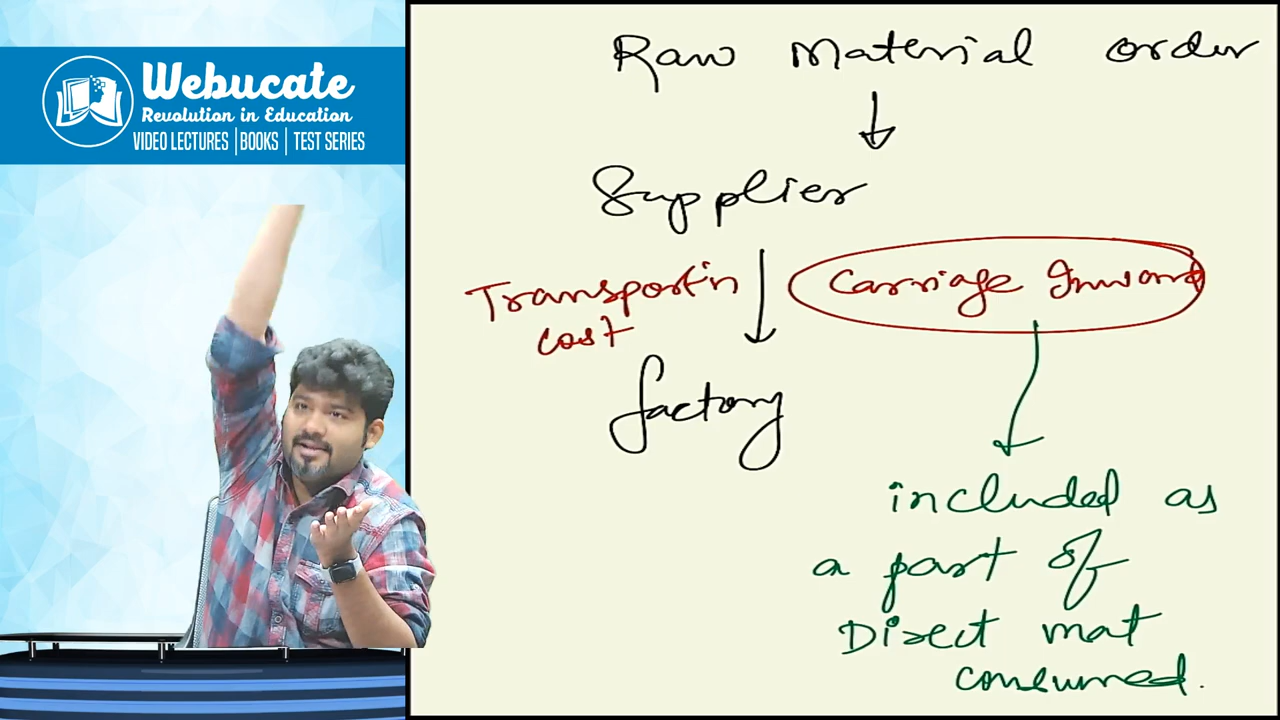 Webucate
Revolution in Education
VIDEO LECTURES | BOOKS | TEST SERIES
Raw Material order
Supplier
Transport'n cost
Carriage Inward
factory
included as
a part of
Direct mat
consumed.